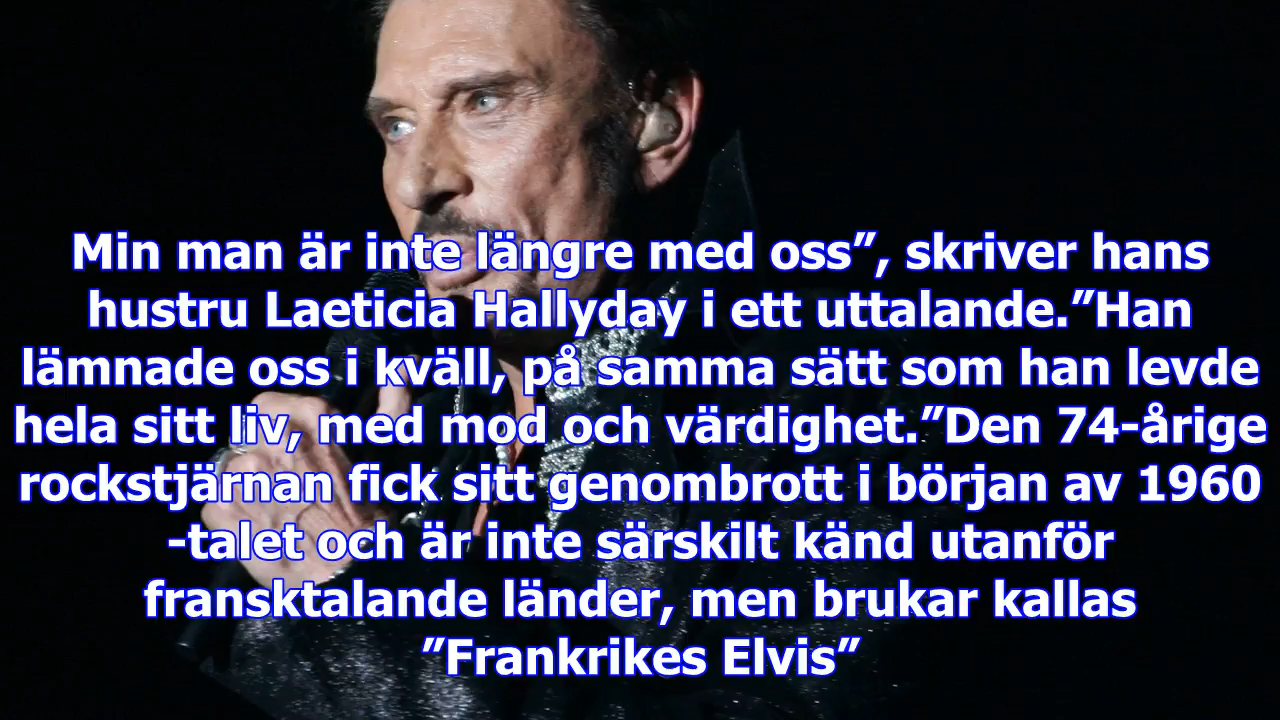 Min man är inte längre med oss”, skriver hans
hustru Laeticia Hallyday i ett uttalande.”Han
lämnade oss i kväll, på samma sätt som han levde
hela sitt liv, med mod och värdighet.”Den 74-årige
rockstjärnan fick sitt genombrott i början av 1960
-talet och är inte särskilt känd utanför
fransktalande länder, men brukar kallas
”Frankrikes Elvis”